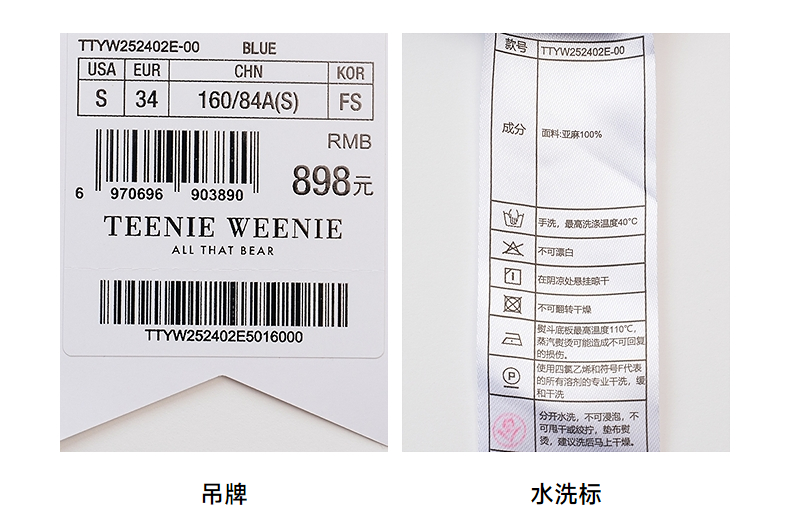 TTYW252402E-00 BLUE
USA EUR CHN KOR
S 34 160/84A(S) FS
RMB
898元
6 970696 903890
TEENIE WEENIE
ALL THAT BEAR
TTYW252402E5016000
吊牌
款号 TTYW252402E-00
成分 面料:亚麻100%
手洗，最高洗涤温度40°C
不可漂白
在阴凉处悬挂晾干
不可翻转干燥
熨斗底板最高温度110°C，
蒸汽熨烫可能造成不可回复
的损伤。
P
使用四氯乙烯和符号F代表
的所有溶剂的专业干洗，缓
和干洗
分开水洗，不可浸泡，不
可甩干或绞拧，垫布熨
烫，建议洗后马上干燥。
水洗标